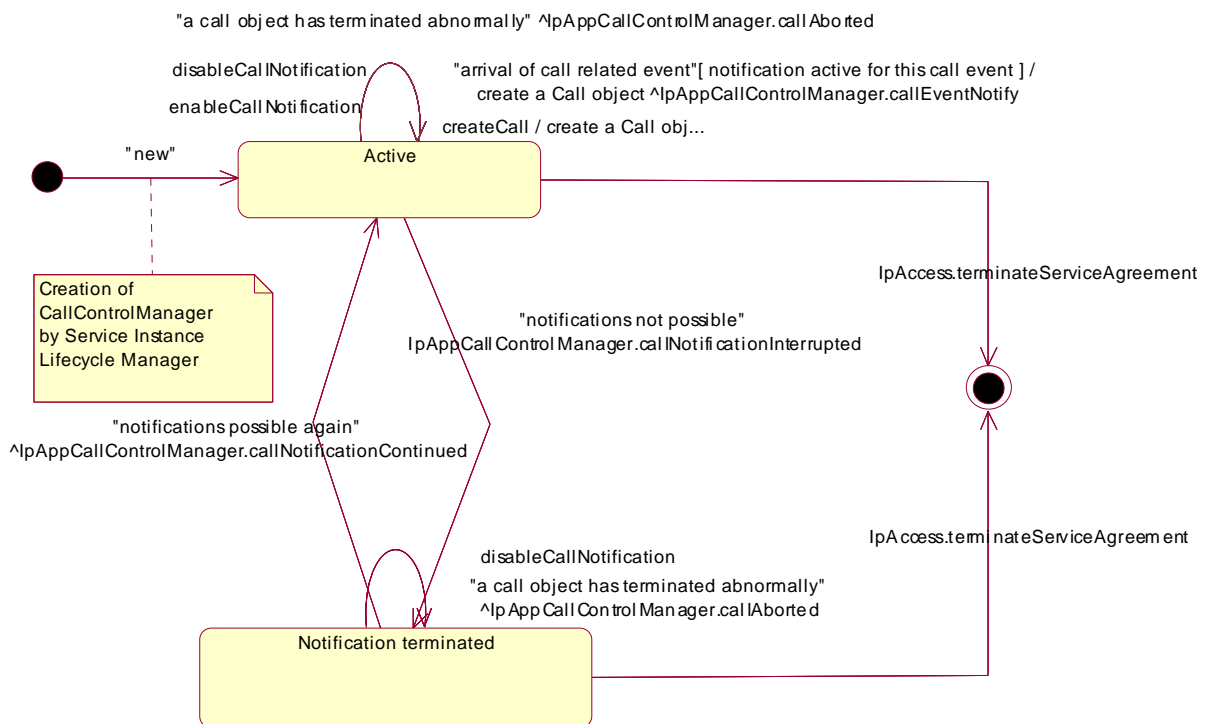 "a call object has terminated abnormally" ^IpAppCallControlManager.callAborted
disableCallNotification
"arrival of call related event"[ notification active for this call event ] /
enableCallNotification
create a Call object ^IpAppCallControlManager.callEventNotify
createCall / create a Call obj...
"new"
Active
IpAccess.terminateServiceAgreement
Creation of
CallControlManager
by Service Instance
Lifecycle Manager
"notifications not possible"
IpAppCallControlManager.callNotificationInterrupted
"notifications possible again"
^IpAppCallControlManager.callNotificationContinued
IpAccess.terminateServiceAgreement
disableCallNotification
"a call object has terminated abnormally"
^IpAppCallControlManager.callAborted
Notification terminated